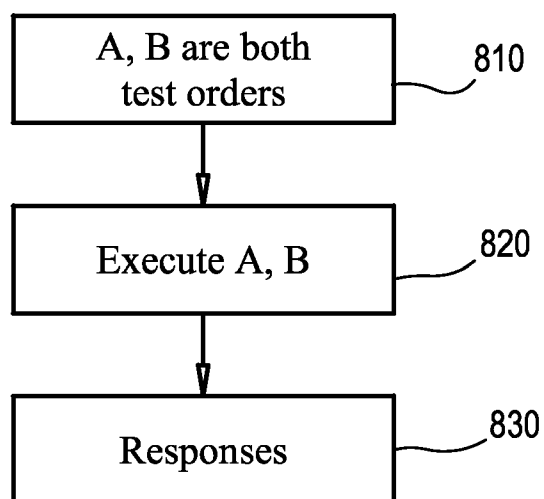 A, B are both
test orders
810
Execute A, B
820
Responses
830